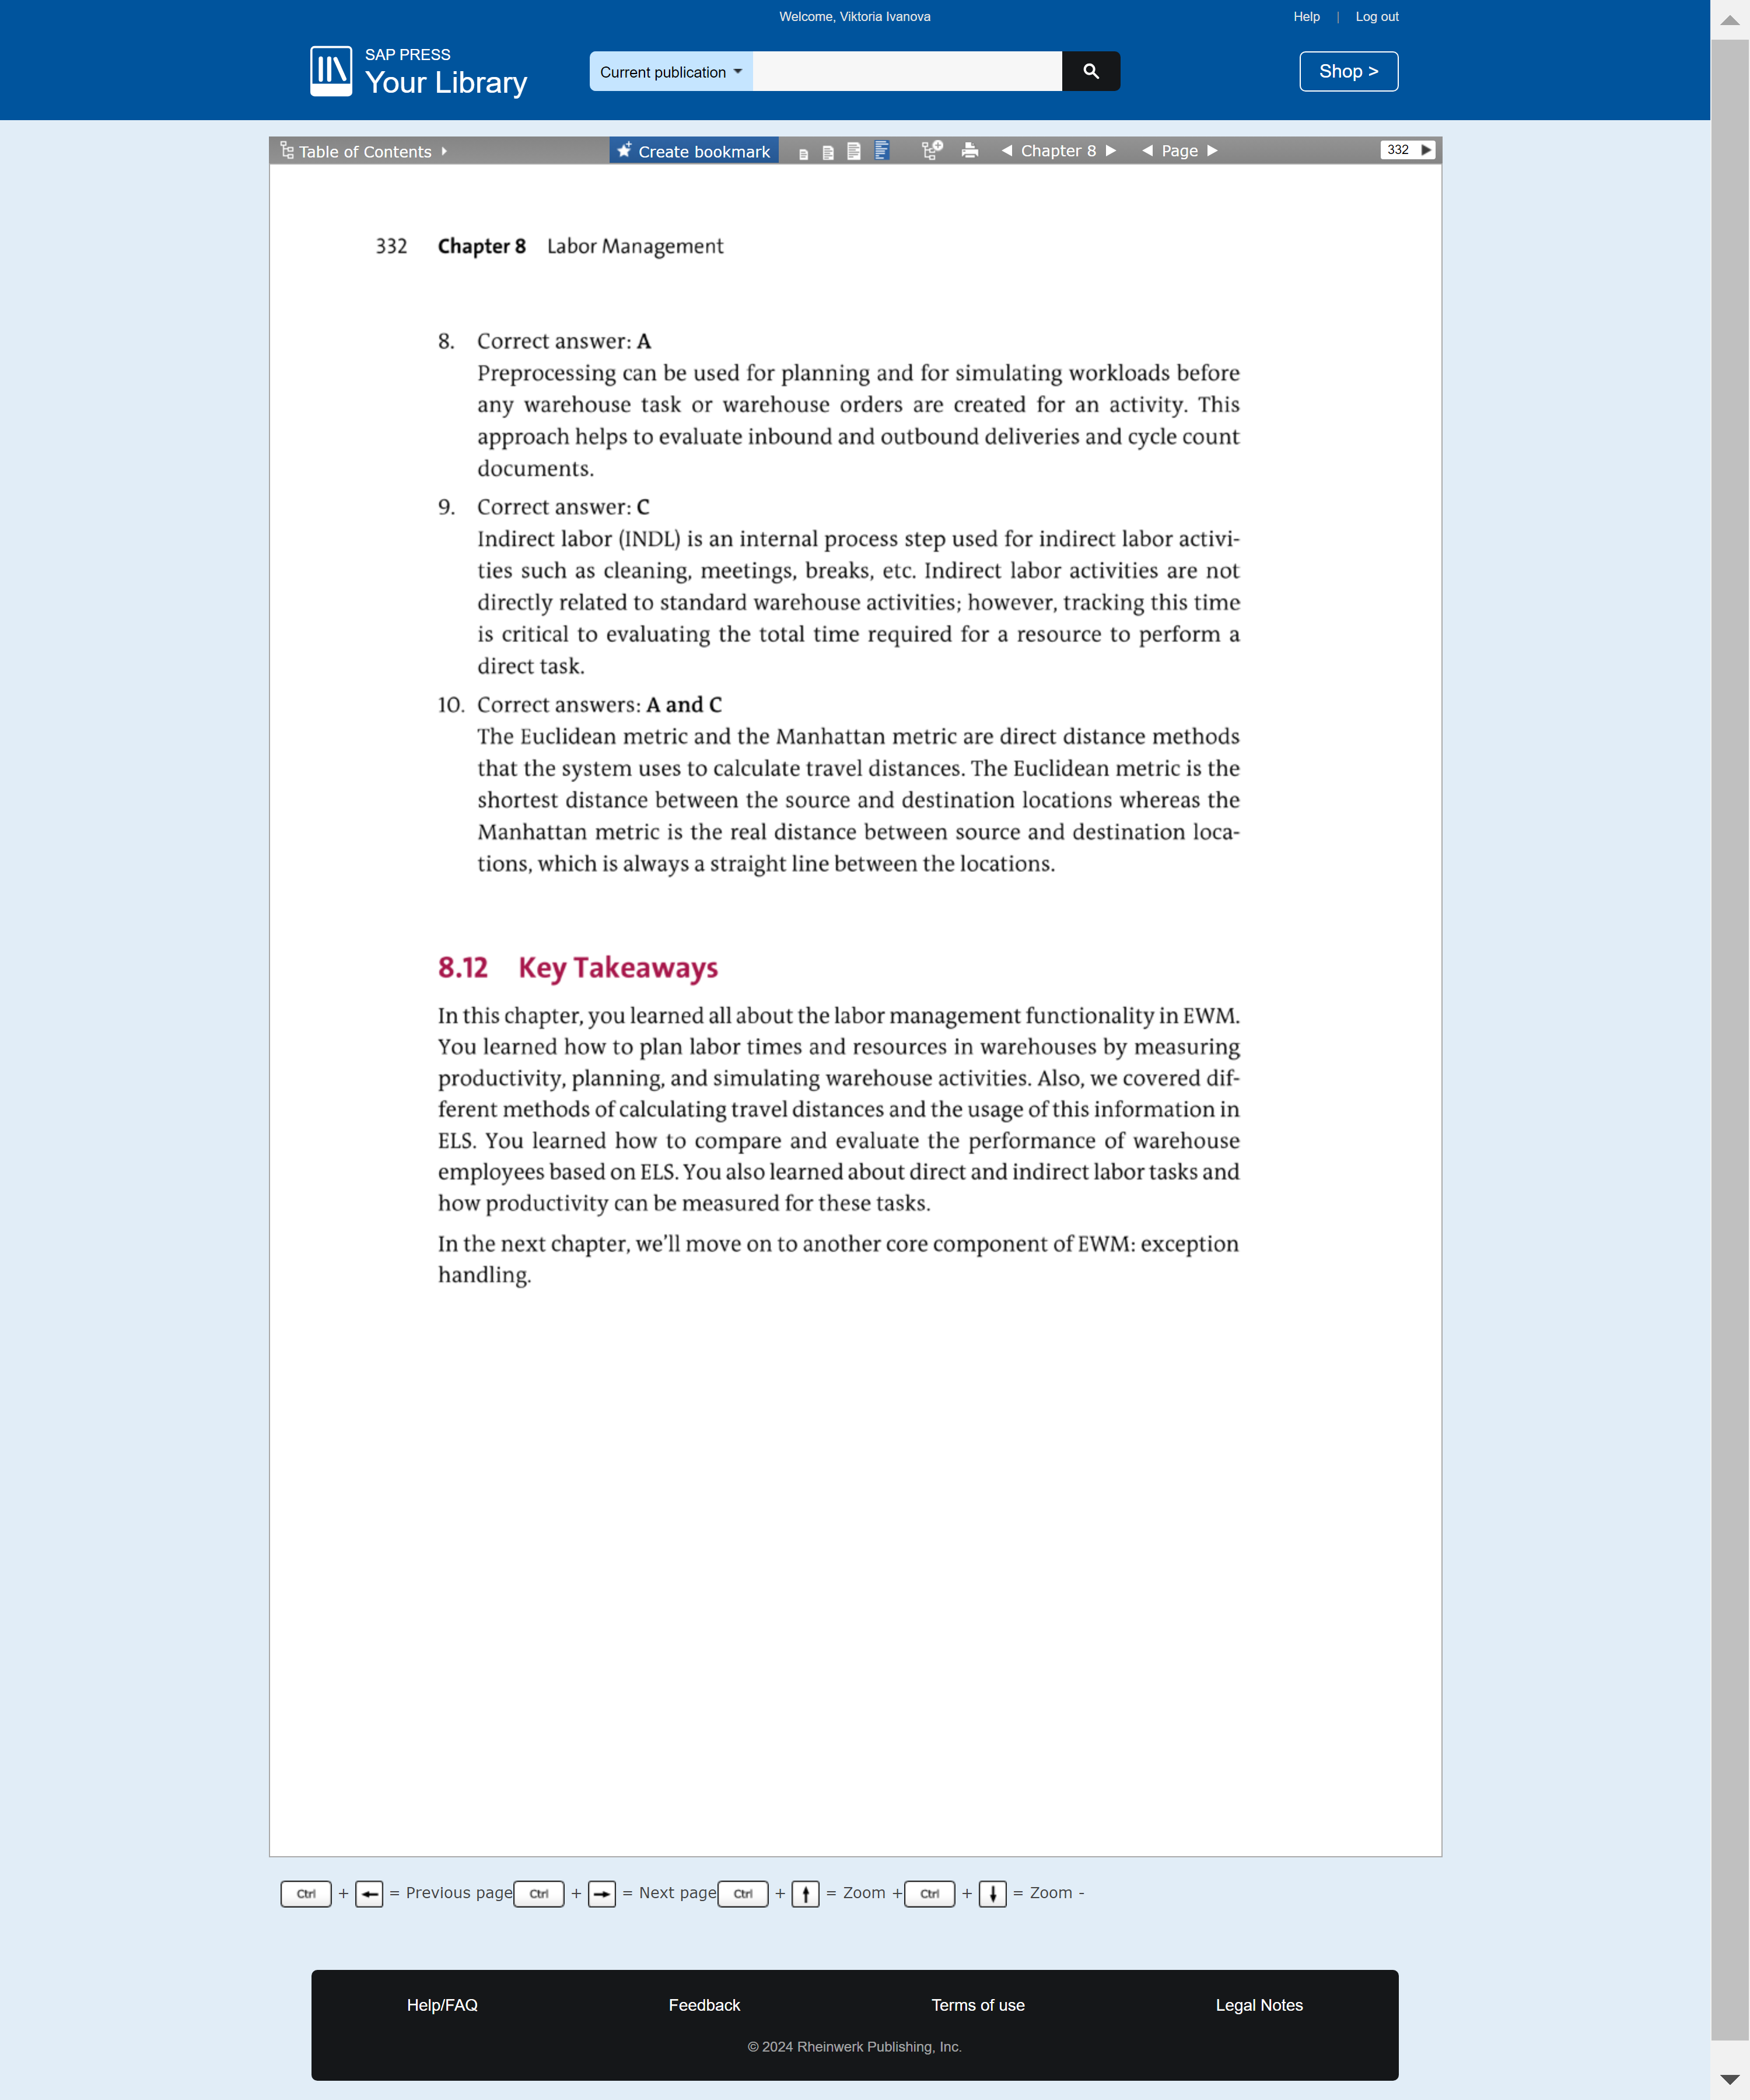 Welcome, Viktoria Ivanova
Help | Log out
SAP PRESS
Your Library
Current publication
Shop >
Table of Contents
Create bookmark
Chapter 8
Page
332
332 Chapter 8 Labor Management
8. Correct answer: A
Preprocessing can be used for planning and for simulating workloads before
any warehouse task or warehouse orders are created for an activity. This
approach helps to evaluate inbound and outbound deliveries and cycle count
documents.
9. Correct answer: C
Indirect labor (INDL) is an internal process step used for indirect labor activi-
ties such as cleaning, meetings, breaks, etc. Indirect labor activities are not
directly related to standard warehouse activities; however, tracking this time
is critical to evaluating the total time required for a resource to perform a
direct task.
10. Correct answers: A and C
The Euclidean metric and the Manhattan metric are direct distance methods
that the system uses to calculate travel distances. The Euclidean metric is the
shortest distance between the source and destination locations whereas the
Manhattan metric is the real distance between source and destination loca-
tions, which is always a straight line between the locations.
8.12 Key Takeaways
In this chapter, you learned all about the labor management functionality in EWM.
You learned how to plan labor times and resources in warehouses by measuring
productivity, planning, and simulating warehouse activities. Also, we covered dif-
ferent methods of calculating travel distances and the usage of this information in
ELS. You learned how to compare and evaluate the performance of warehouse
employees based on ELS. You also learned about direct and indirect labor tasks and
how productivity can be measured for these tasks.
In the next chapter, we'll move on to another core component of EWM: exception
handling.
Ctrl + ← = Previous page Ctrl + → = Next page Ctrl + ↑ = Zoom + Ctrl + ↓ = Zoom -
Help/FAQ
Feedback
Terms of use
Legal Notes
© 2024 Rheinwerk Publishing, Inc.